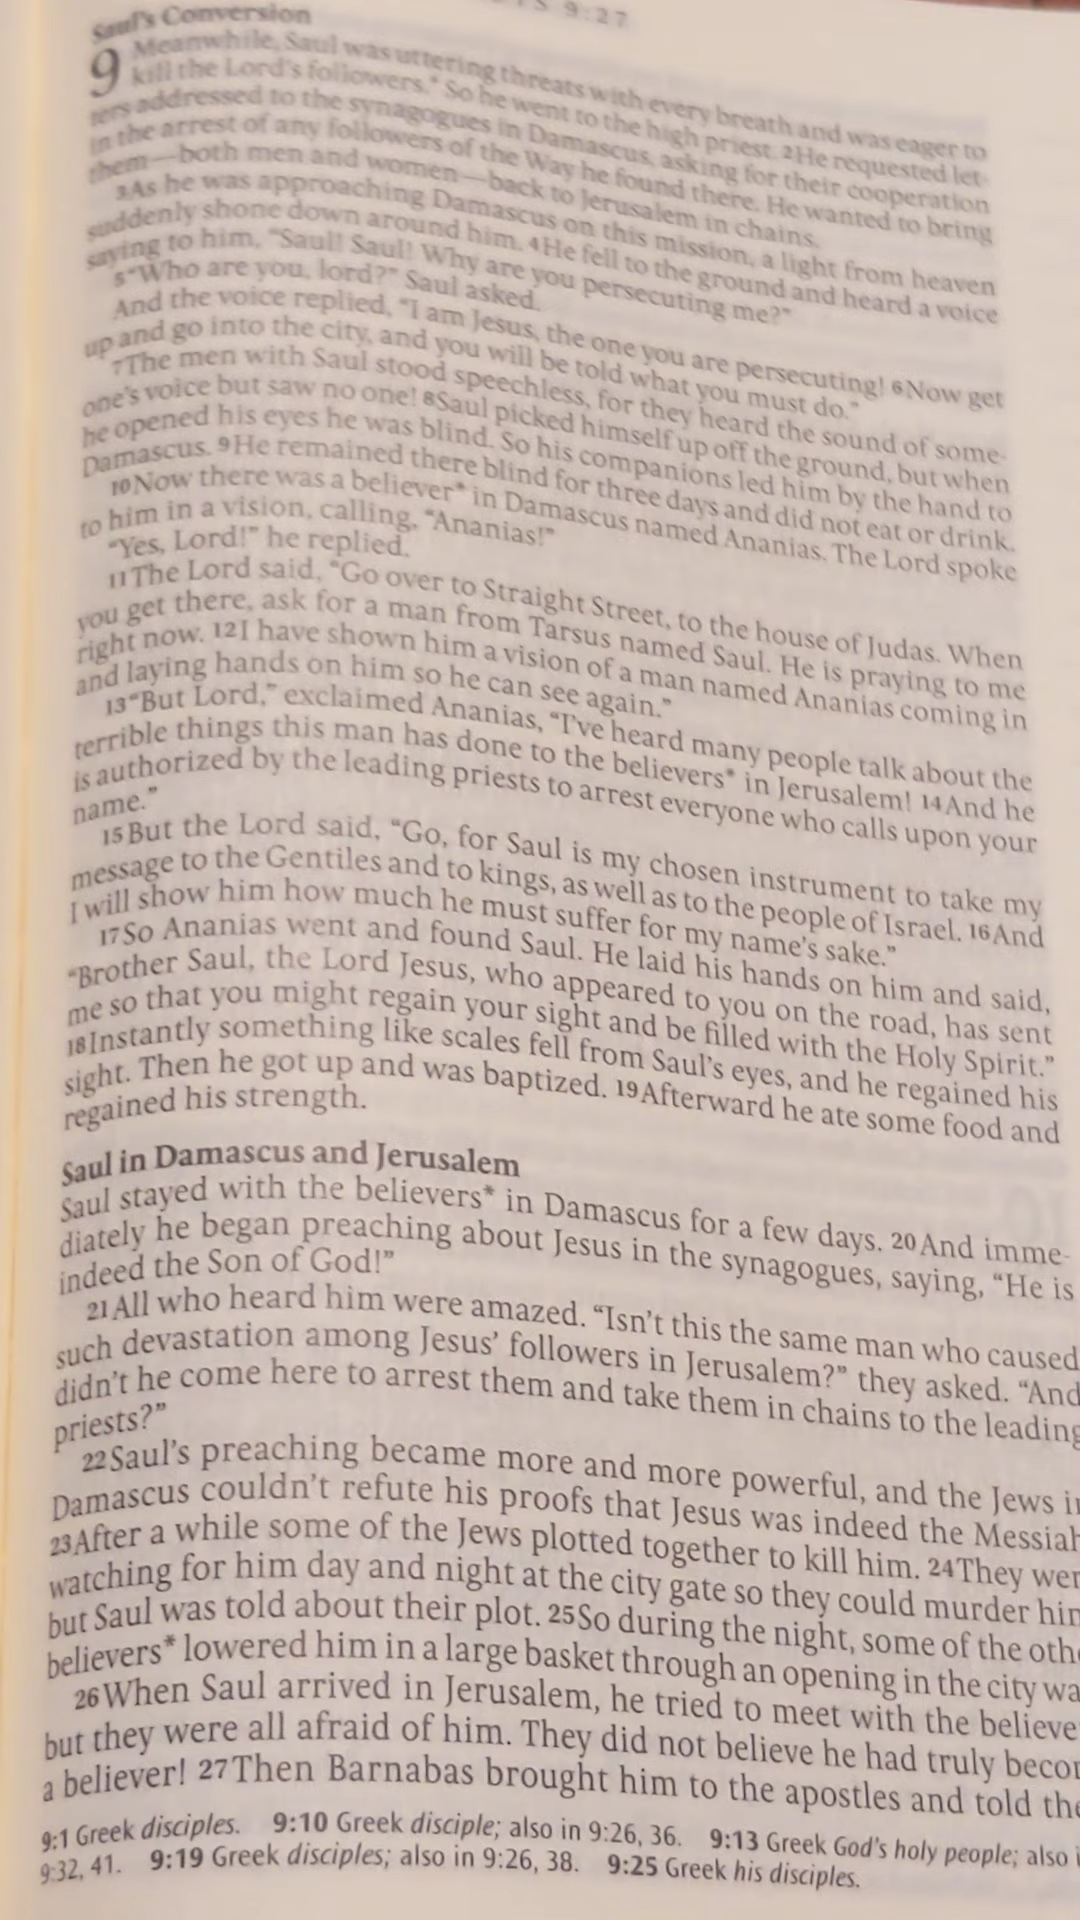 9:27
Saul's Conversion
9 Meanwhile, Saul was uttering threats with every breath and was eager to
kill the Lord's followers.* So he went to the high priest. 2He requested let-
ters addressed to the synagogues in Damascus, asking for their cooperation
in the arrest of any followers of the Way he found there. He wanted to bring
them—both men and women—back to Jerusalem in chains.
3As he was approaching Damascus on this mission, a light from heaven
suddenly shone down around him. 4He fell to the ground and heard a voice
saying to him, “Saul! Saul! Why are you persecuting me?”
5“Who are you, lord?” Saul asked.
And the voice replied, “I am Jesus, the one you are persecuting! 6Now get
up and go into the city, and you will be told what you must do.”
7The men with Saul stood speechless, for they heard the sound of some-
one's voice but saw no one! 8Saul picked himself up off the ground, but when
he opened his eyes he was blind. So his companions led him by the hand to
Damascus. 9He remained there blind for three days and did not eat or drink.
10Now there was a believer* in Damascus named Ananias. The Lord spoke
to him in a vision, calling, “Ananias!”
“Yes, Lord!” he replied.
11The Lord said, “Go over to Straight Street, to the house of Judas. When
you get there, ask for a man from Tarsus named Saul. He is praying to me
right now. 12I have shown him a vision of a man named Ananias coming in
and laying hands on him so he can see again.”
13“But Lord,” exclaimed Ananias, “I've heard many people talk about the
terrible things this man has done to the believers* in Jerusalem! 14And he
is authorized by the leading priests to arrest everyone who calls upon your
name.”
15But the Lord said, “Go, for Saul is my chosen instrument to take my
message to the Gentiles and to kings, as well as to the people of Israel. 16And
I will show him how much he must suffer for my name's sake.”
17So Ananias went and found Saul. He laid his hands on him and said,
“Brother Saul, the Lord Jesus, who appeared to you on the road, has sent
me so that you might regain your sight and be filled with the Holy Spirit.”
18Instantly something like scales fell from Saul's eyes, and he regained his
sight. Then he got up and was baptized. 19Afterward he ate some food and
regained his strength.
Saul in Damascus and Jerusalem
Saul stayed with the believers* in Damascus for a few days. 20And imme-
diately he began preaching about Jesus in the synagogues, saying, “He is
indeed the Son of God!”
21All who heard him were amazed. “Isn't this the same man who caused
such devastation among Jesus' followers in Jerusalem?” they asked. “And
didn't he come here to arrest them and take them in chains to the leading
priests?”
22Saul's preaching became more and more powerful, and the Jews in
Damascus couldn't refute his proofs that Jesus was indeed the Messiah
23After a while some of the Jews plotted together to kill him. 24They wer
watching for him day and night at the city gate so they could murder him
but Saul was told about their plot. 25So during the night, some of the othe
believers* lowered him in a large basket through an opening in the city wa
26When Saul arrived in Jerusalem, he tried to meet with the believe
but they were all afraid of him. They did not believe he had truly becom
a believer! 27Then Barnabas brought him to the apostles and told the
9:1 Greek disciples. 9:10 Greek disciple; also in 9:26, 36. 9:13 Greek God's holy people; also i
9:32, 41. 9:19 Greek disciples; also in 9:26, 38. 9:25 Greek his disciples.